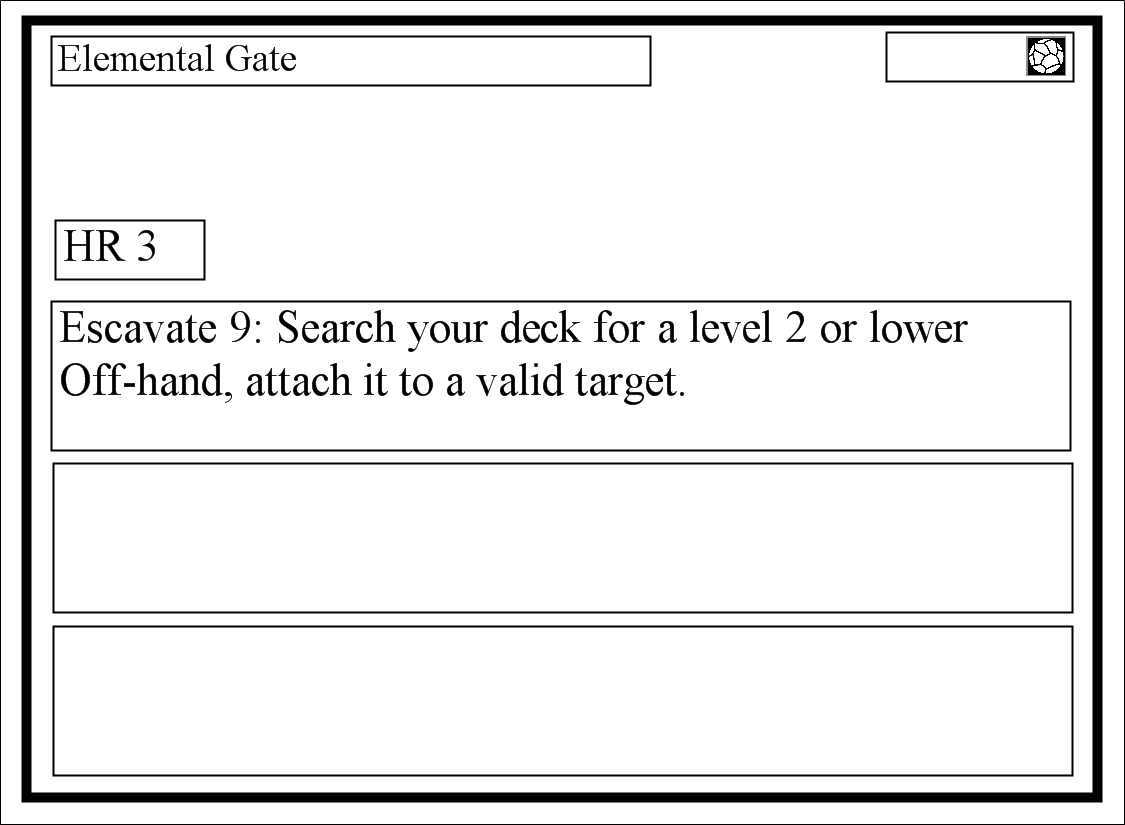 Elemental Gate
HR 3
Escavate 9: Search your deck for a level 2 or lower
Off-hand, attach it to a valid target.